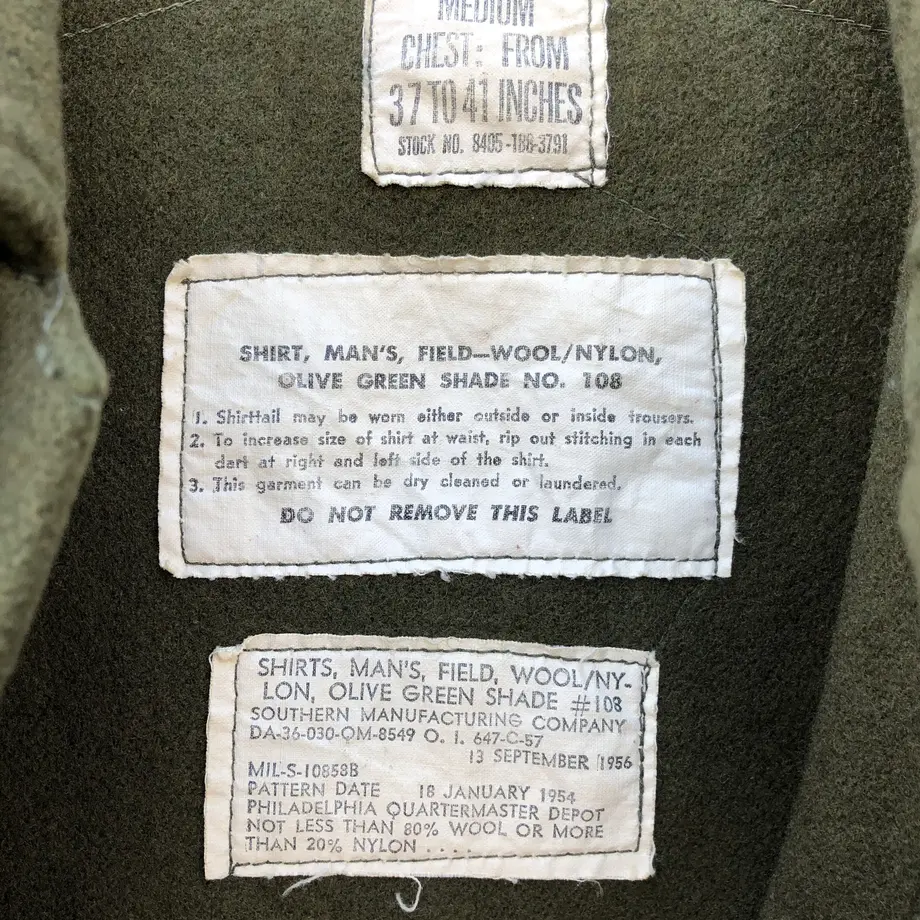 MEDIUM
CHEST: FROM
37 TO 41 INCHES
STOCK NO. 8405-188-3791
SHIRT, MAN'S, FIELD—WOOL/NYLON,
OLIVE GREEN SHADE NO. 108
1. Shirttail may be worn either outside or inside trousers.
2. To increase size of shirt at waist, rip out stitching in each
dart at right and left side of the shirt.
3. This garment can be dry cleaned or laundered.
DO NOT REMOVE THIS LABEL
SHIRTS, MAN'S, FIELD, WOOL/NY-
LON, OLIVE GREEN SHADE #108
SOUTHERN MANUFACTURING COMPANY
DA-36-030-QM-8549 O. I. 647-C-57
13 SEPTEMBER 1956
MIL-S-10858B
PATTERN DATE 18 JANUARY 1954
PHILADELPHIA QUARTERMASTER DEPOT
NOT LESS THAN 80% WOOL OR MORE
THAN 20% NYLON . . . .